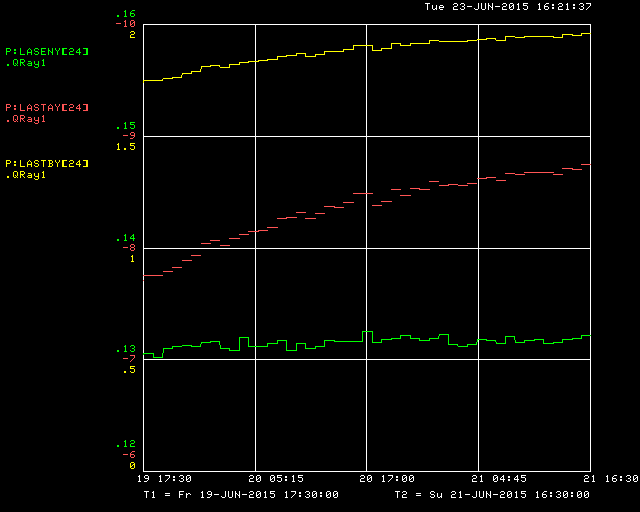 Tue 23-JUN-2015 16:21:37
.16
-10
2
P:LASENY[24]
.QRay1
P:LASTAY[24]
.QRay1
.15
-9
1.5
P:LASTBY[24]
.QRay1
.14
-8
1
.13
-7
.5
.12
-6
0
19 17:30 20 05:15 20 17:00 21 04:45 21 16:30
T1 = Fr 19-JUN-2015 17:30:00 T2 = Su 21-JUN-2015 16:30:00